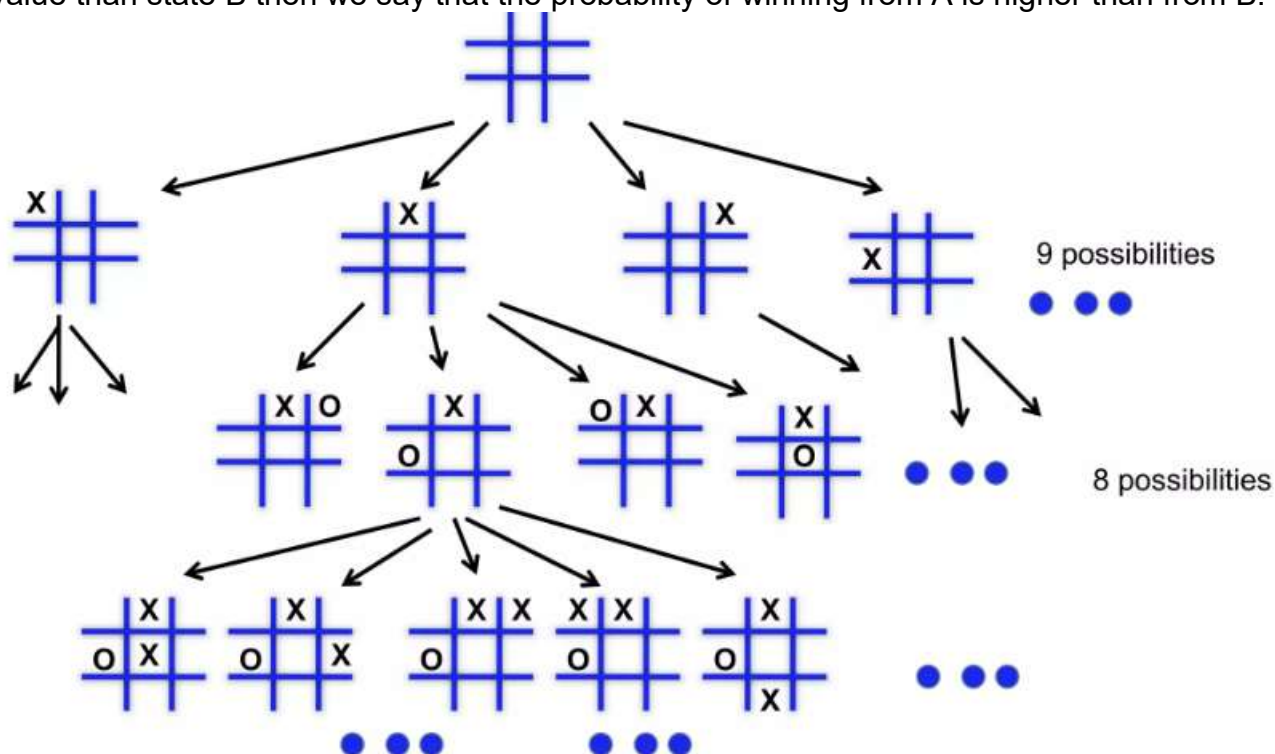 value than state B then we say that the probability of winning from A is higher than from B.
X
X
X
X
9 possibilities
X O
X
O
O X
X
O
8 possibilities
X
O X
X
O X
X X
O
X X
O
X
O
X